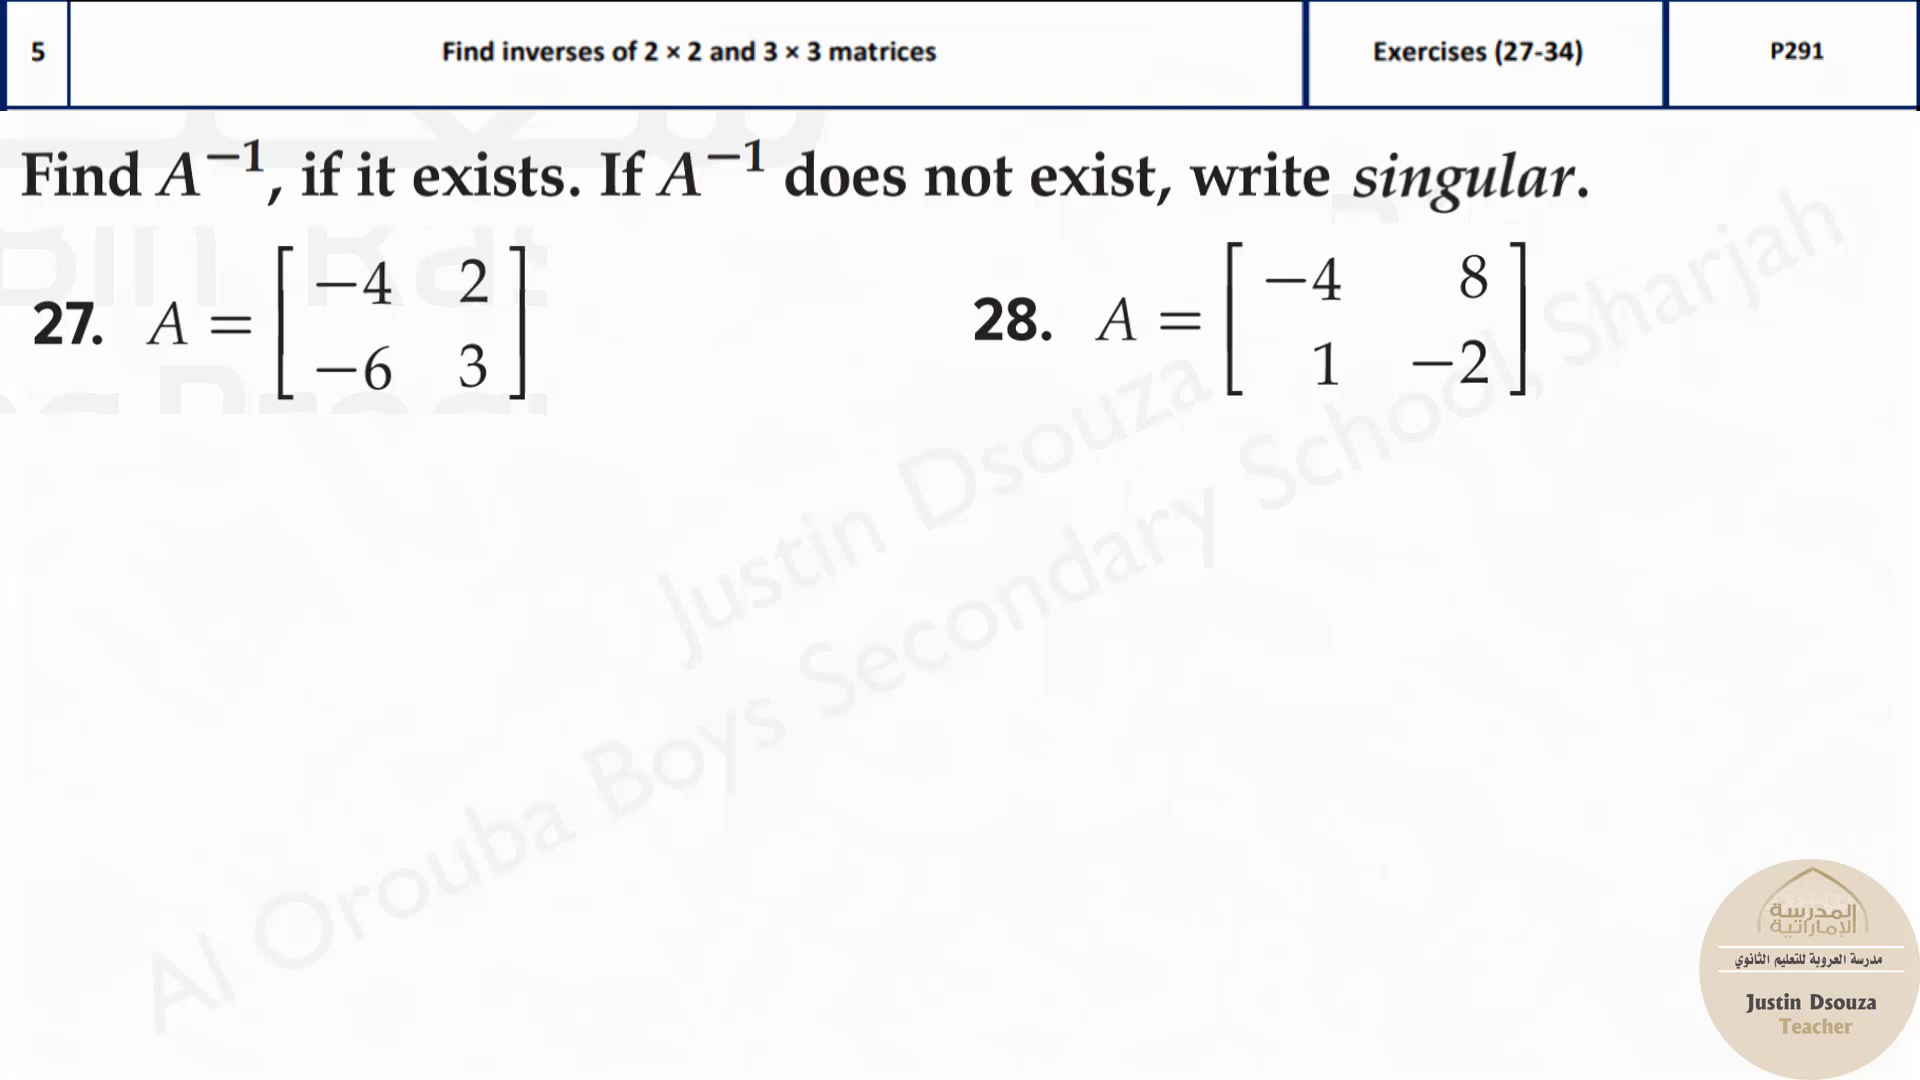 5 Find inverses of 2 × 2 and 3 × 3 matrices Exercises (27-34) P291
Find A⁻¹, if it exists. If A⁻¹ does not exist, write singular.
27. A = [ −4 2
−6 3 ]
28. A = [ −4 8
1 −2 ]
Justin Dsouza
Al Orouba Boys Secondary School, Sharjah
المدرسة
الإماراتية
مدرسة العروبة للتعليم الثانوي
Justin Dsouza
Teacher